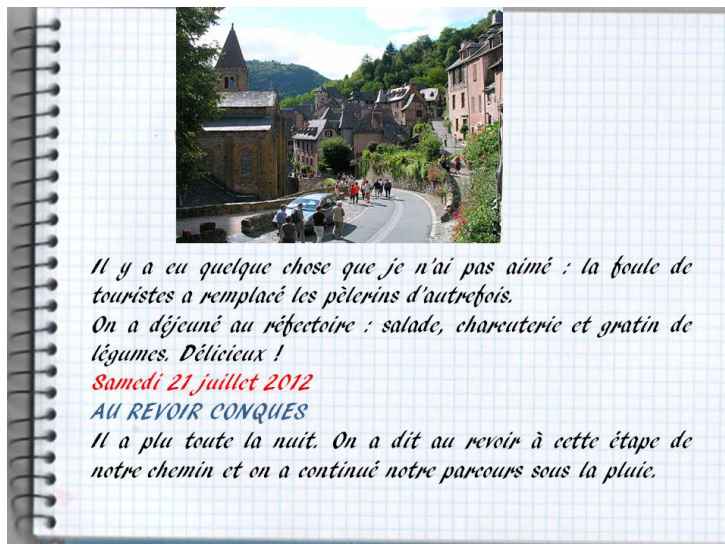 Il y a eu quelque chose que je n'ai pas aimé : la foule de
touristes a remplacé les pèlerins d'autrefois.
On a déjeuné au réfectoire : salade, charcuterie et gratin de
légumes. Délicieux !
Samedi 21 juillet 2012
AU REVOIR CONQUES
Il a plu toute la nuit. On a dit au revoir à cette étape de
notre chemin et on a continué notre parcours sous la pluie.